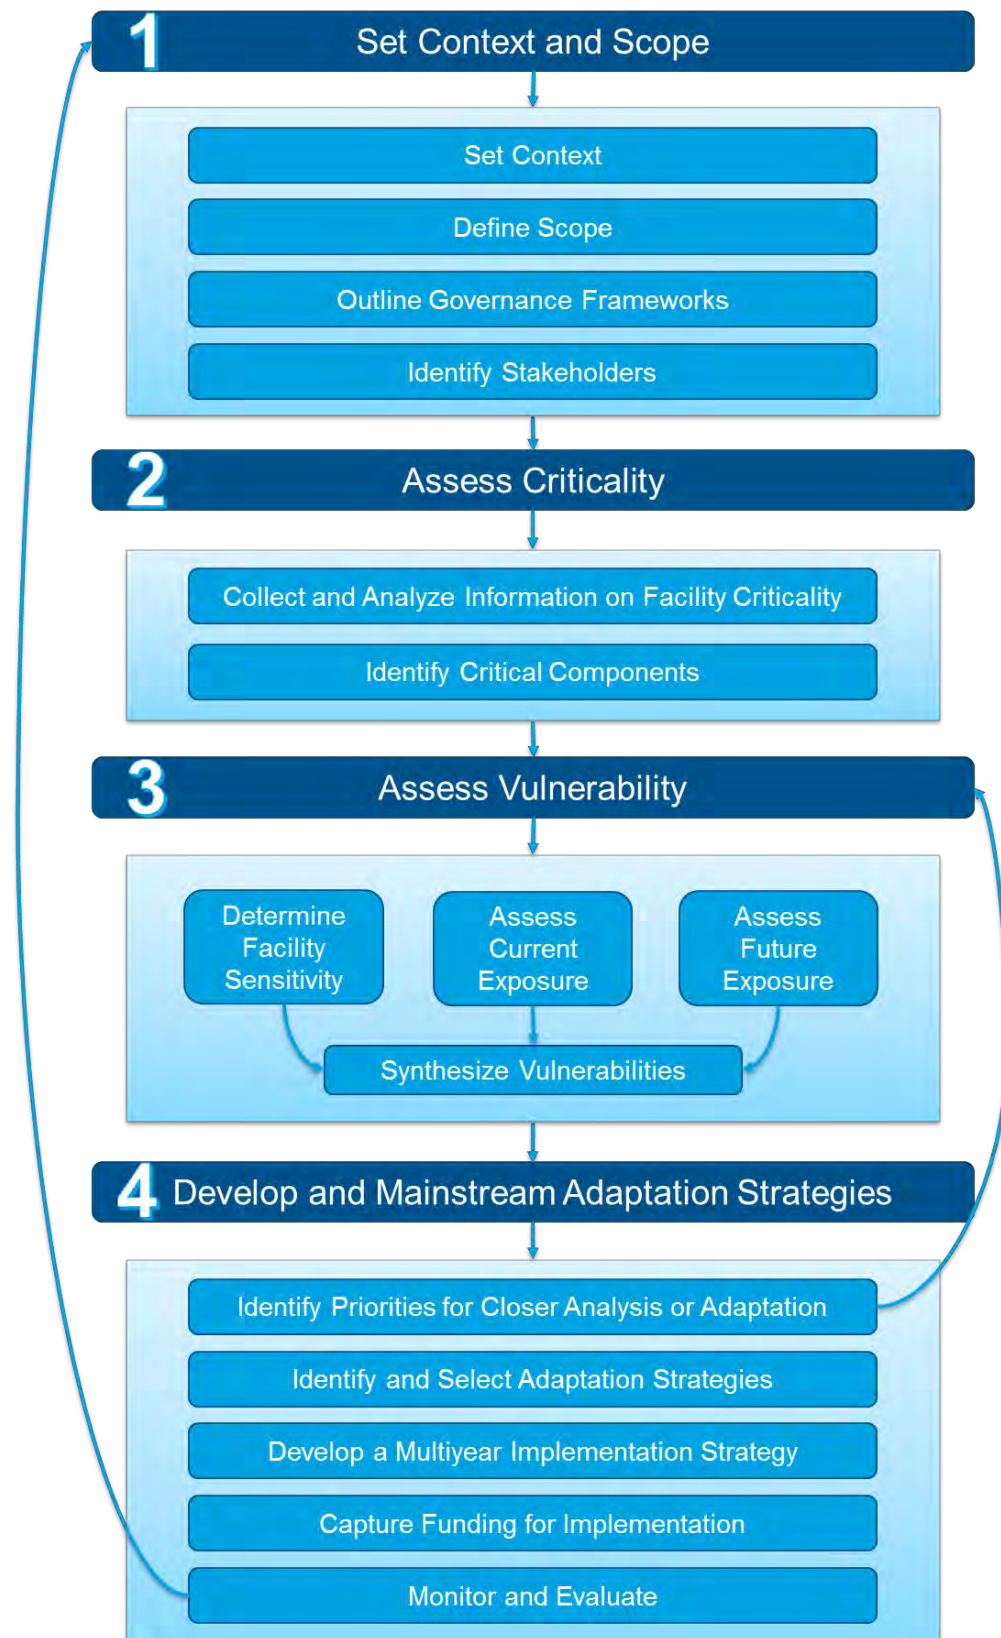 1 Set Context and Scope
Set Context
Define Scope
Outline Governance Frameworks
Identify Stakeholders
2 Assess Criticality
Collect and Analyze Information on Facility Criticality
Identify Critical Components
3 Assess Vulnerability
Determine
Facility
Sensitivity
Assess
Current
Exposure
Assess
Future
Exposure
Synthesize Vulnerabilities
4 Develop and Mainstream Adaptation Strategies
Identify Priorities for Closer Analysis or Adaptation
Identify and Select Adaptation Strategies
Develop a Multiyear Implementation Strategy
Capture Funding for Implementation
Monitor and Evaluate